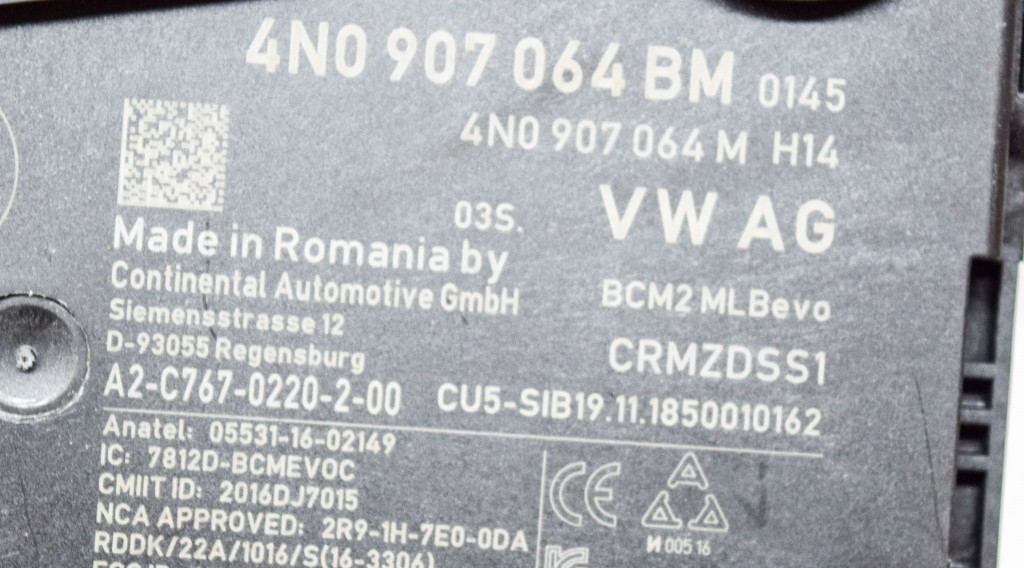 4N0 907 064 BM 0145
4N0 907 064 M H14
03S. VW AG
Made in Romania by
Continental Automotive GmbH BCM2 MLBevo
Siemensstrasse 12
D-93055 Regensburg CRMZDSS1
A2-C767-0220-2-00 CU5-SIB19.11.1850010162
Anatel: 05531-16-02149
IC: 7812D-BCMEVOC
CMIIT ID: 2016DJ7015
NCA APPROVED: 2R9-1H-7E0-0DA
RDDK/22A/1016/S(16-3306)
CE
005 16